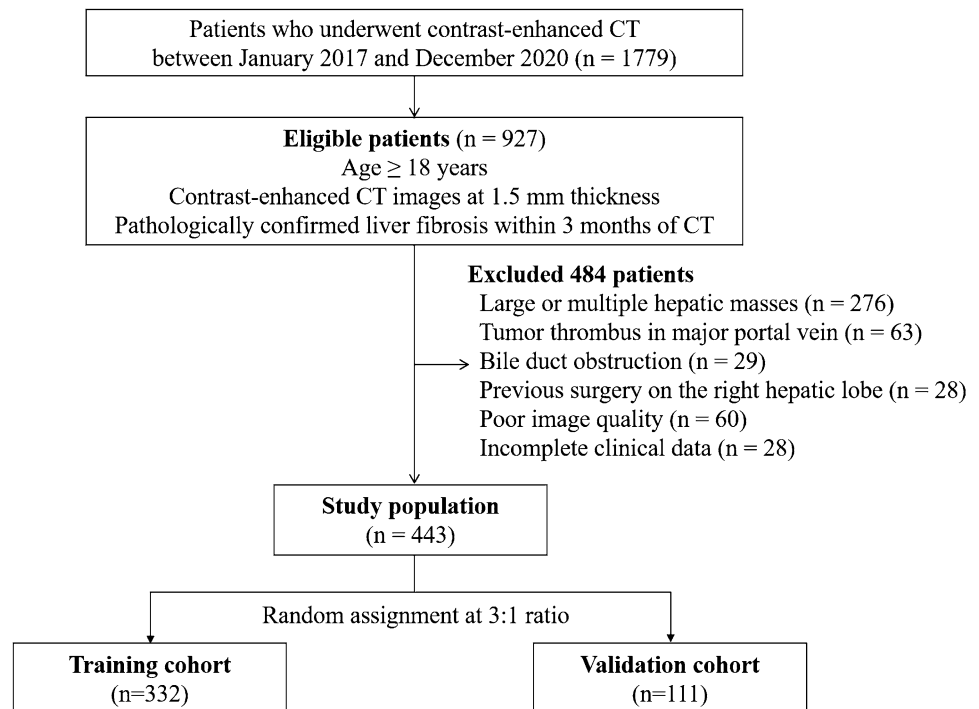 Patients who underwent contrast-enhanced CT
between January 2017 and December 2020 (n = 1779)
Eligible patients (n = 927)
Age ≥ 18 years
Contrast-enhanced CT images at 1.5 mm thickness
Pathologically confirmed liver fibrosis within 3 months of CT
Excluded 484 patients
Large or multiple hepatic masses (n = 276)
Tumor thrombus in major portal vein (n = 63)
Bile duct obstruction (n = 29)
Previous surgery on the right hepatic lobe (n = 28)
Poor image quality (n = 60)
Incomplete clinical data (n = 28)
Study population
(n = 443)
Random assignment at 3:1 ratio
Training cohort
(n=332)
Validation cohort
(n=111)